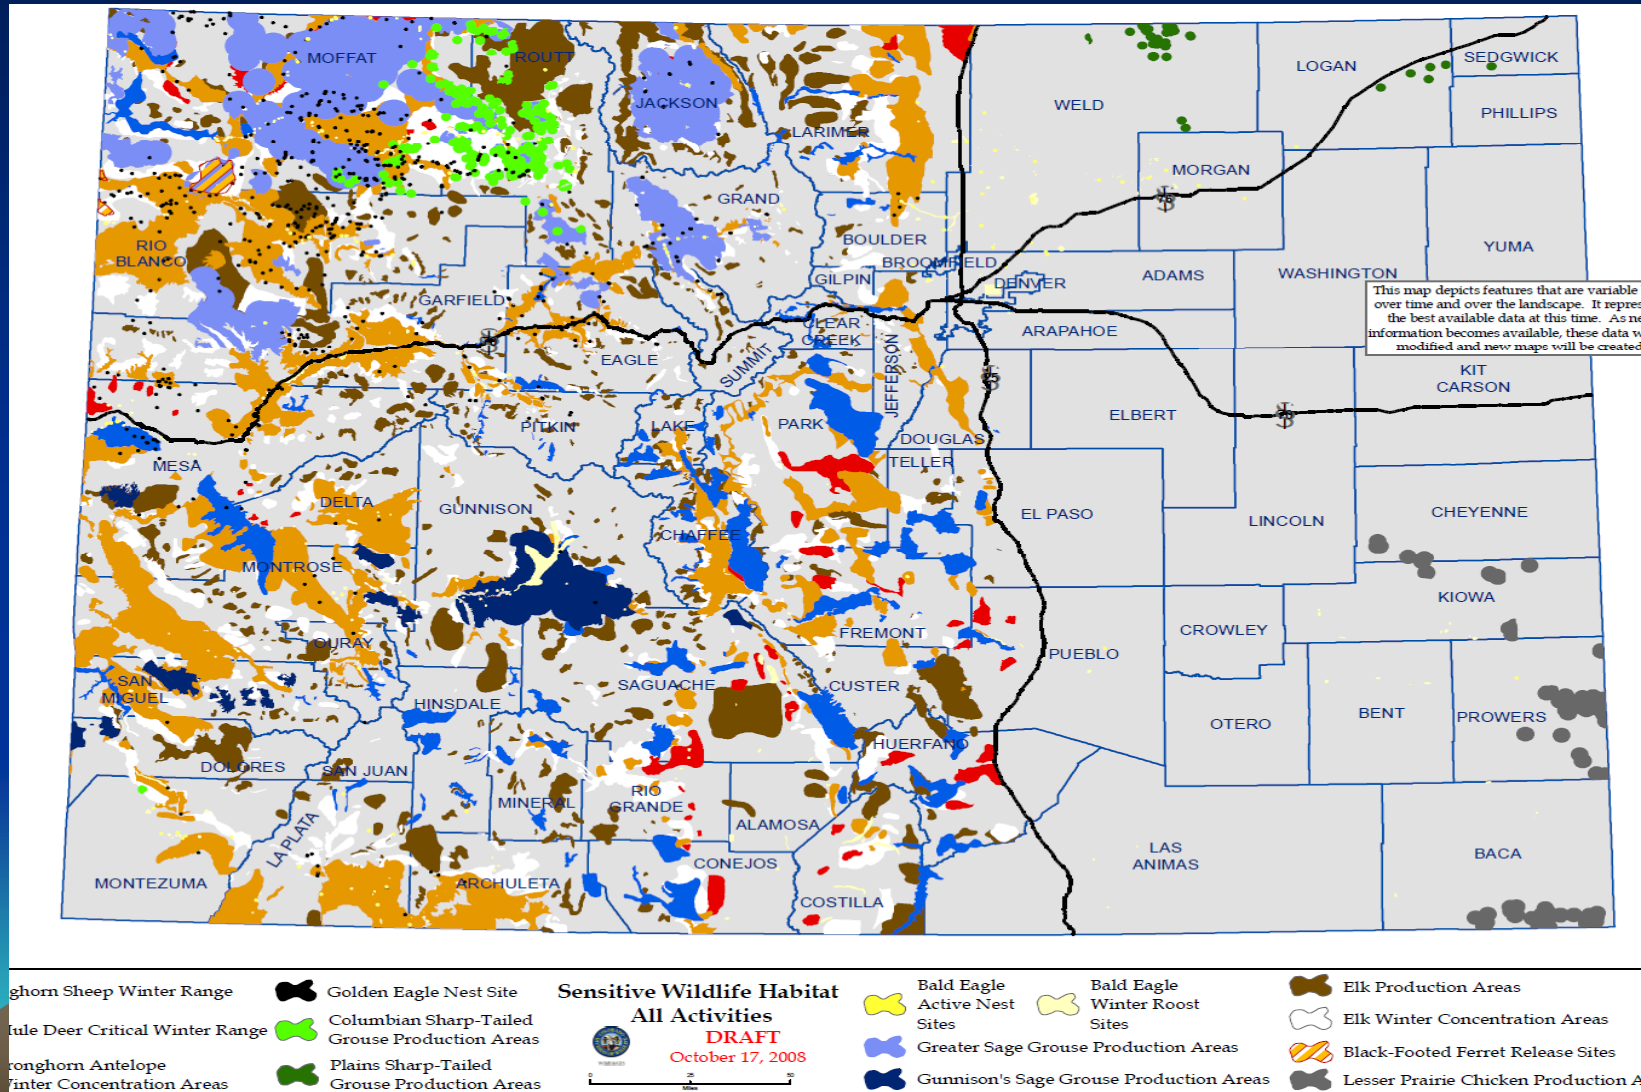 MOFFAT
ROUTT
JACKSON
LARIMER
WELD
LOGAN
SEDGWICK
PHILLIPS
MORGAN
GRAND
BOULDER
BROOMFIELD
RIO
BLANCO
GARFIELD
GILPIN
DENVER
ADAMS
WASHINGTON
YUMA
This map depicts features that are variable
over time and over the landscape. It repres
the best available data at this time. As ne
information becomes available, these data w
modified and new maps will be created
CLEAR
CREEK
ARAPAHOE
EAGLE
SUMMIT
JEFFERSON
KIT
CARSON
PITKIN
LAKE
PARK
DOUGLAS
ELBERT
MESA
TELLER
DELTA
GUNNISON
EL PASO
LINCOLN
CHEYENNE
CHAFFEE
MONTROSE
KIOWA
OURAY
FREMONT
CROWLEY
PUEBLO
SAN
MIGUEL
SAGUACHE
CUSTER
HINSDALE
OTERO
BENT
PROWERS
HUERFANO
DOLORES
SAN JUAN
MINERAL
RIO
GRANDE
ALAMOSA
LA PLATA
LAS
ANIMAS
BACA
MONTEZUMA
ARCHULETA
CONEJOS
COSTILLA
ghorn Sheep Winter Range
ule Deer Critical Winter Range
ronghorn Antelope
inter Concentration Areas
Golden Eagle Nest Site
Columbian Sharp-Tailed
Grouse Production Areas
Plains Sharp-Tailed
Grouse Production Areas
Sensitive Wildlife Habitat
All Activities
DRAFT
October 17, 2008
0 25 50
Miles
Bald Eagle
Active Nest
Sites
Bald Eagle
Winter Roost
Sites
Greater Sage Grouse Production Areas
Gunnison's Sage Grouse Production Areas
Elk Production Areas
Elk Winter Concentration Areas
Black-Footed Ferret Release Sites
Lesser Prairie Chicken Production A